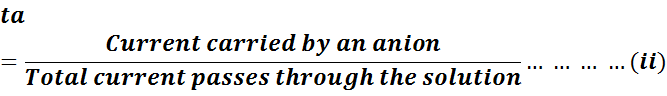 ta
= Current carried by an anion / Total current passes through the solution … … … … (ii)